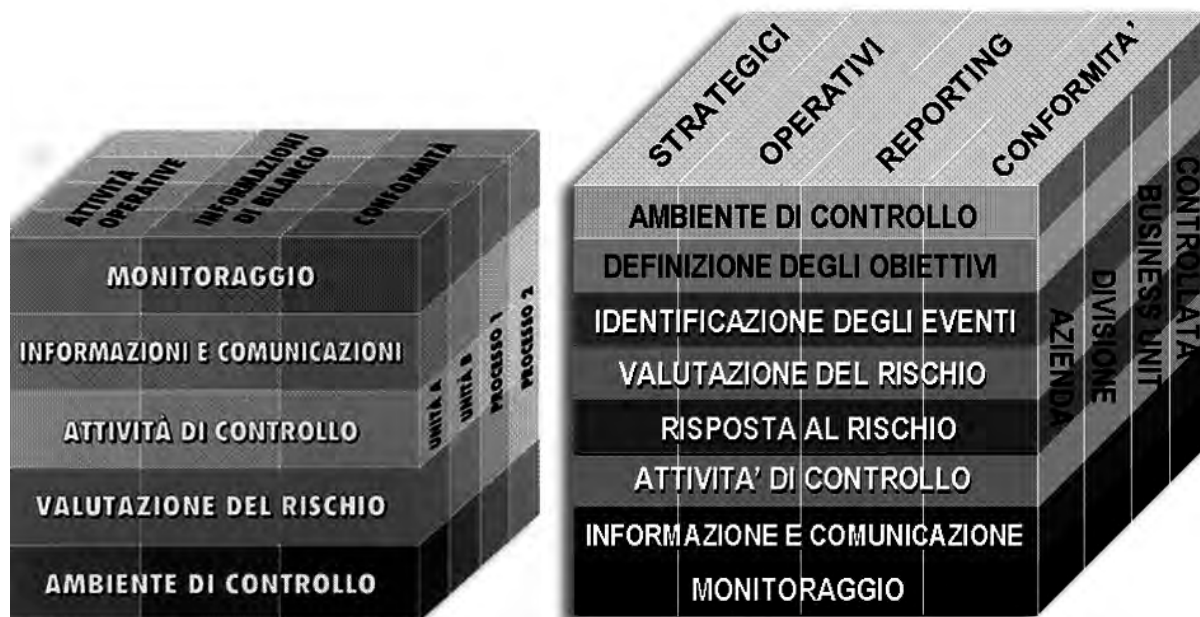 ATTIVITÀ
OPERATIVE
INFORMAZIONI
DI BILANCIO
CONFORMITÀ
MONITORAGGIO
INFORMAZIONI E COMUNICAZIONI
ATTIVITÀ DI CONTROLLO
VALUTAZIONE DEL RISCHIO
AMBIENTE DI CONTROLLO
UNITÀ A
UNITÀ B
PROCESSO 1
PROCESSO 2
STRATEGICI
OPERATIVI
REPORTING
CONFORMITA'
AMBIENTE DI CONTROLLO
DEFINIZIONE DEGLI OBIETTIVI
IDENTIFICAZIONE DEGLI EVENTI
VALUTAZIONE DEL RISCHIO
RISPOSTA AL RISCHIO
ATTIVITA' DI CONTROLLO
INFORMAZIONE E COMUNICAZIONE
MONITORAGGIO
AZIENDA
DIVISIONE
BUSINESS UNIT
CONTROLLATA